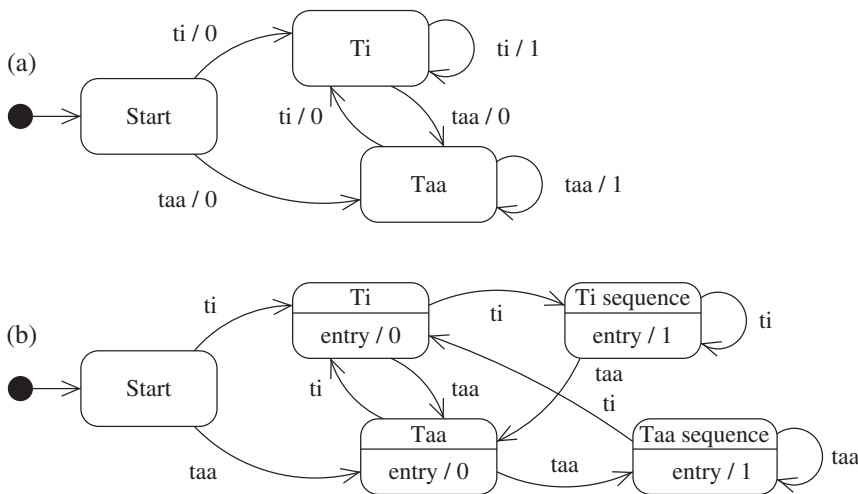 ti / 0
Ti
ti / 1
(a)
Start
ti / 0
taa / 0
taa / 0
Taa
taa / 1
ti
Ti
entry / 0
ti
Ti sequence
entry / 1
ti
(b)
Start
ti
taa
taa
ti
taa
Taa
entry / 0
taa
Taa sequence
entry / 1
taa